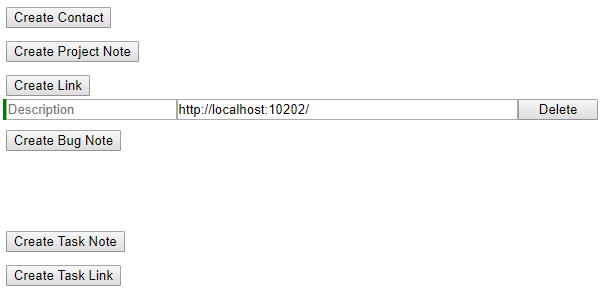 Create Contact
Create Project Note
Create Link
Description http://localhost:10202/ Delete
Create Bug Note
Create Task Note
Create Task Link